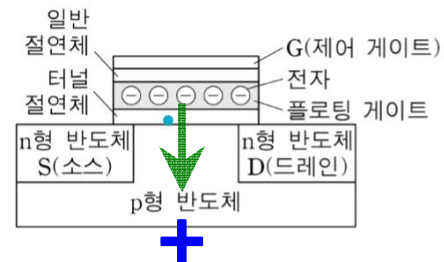 일반
절연체
터널
절연체
G(제어 게이트)
전자
플로팅 게이트
n형 반도체
S(소스)
n형 반도체
D(드레인)
p형 반도체